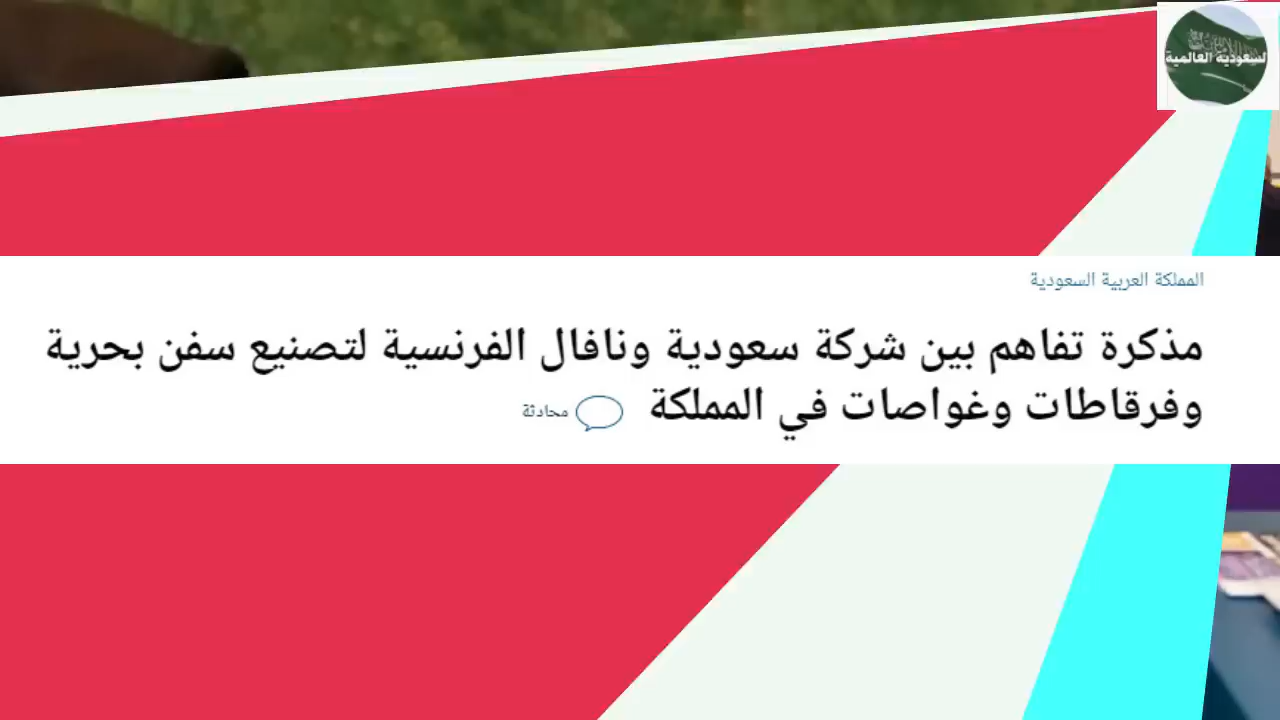 السعودية العالمية
المملكة العربية السعودية
مذكرة تفاهم بين شركة سعودية ونافال الفرنسية لتصنيع سفن بحرية
وفرقاطات وغواصات في المملكة
محادثة